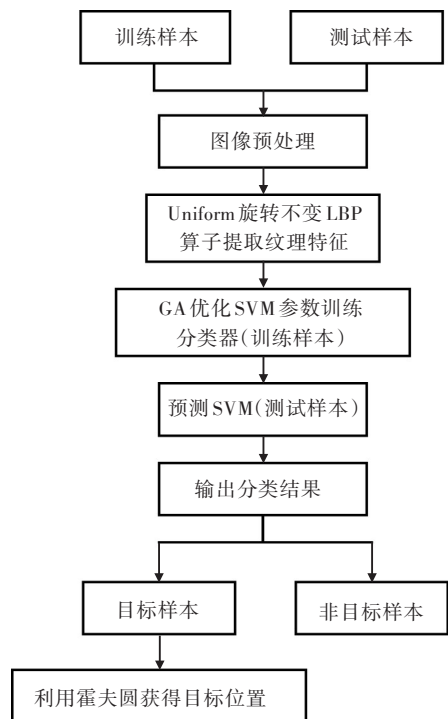 训练样本
测试样本
图像预处理
Uniform旋转不变LBP
算子提取纹理特征
GA优化SVM参数训练
分类器(训练样本)
预测SVM(测试样本)
输出分类结果
目标样本
非目标样本
利用霍夫圆获得目标位置